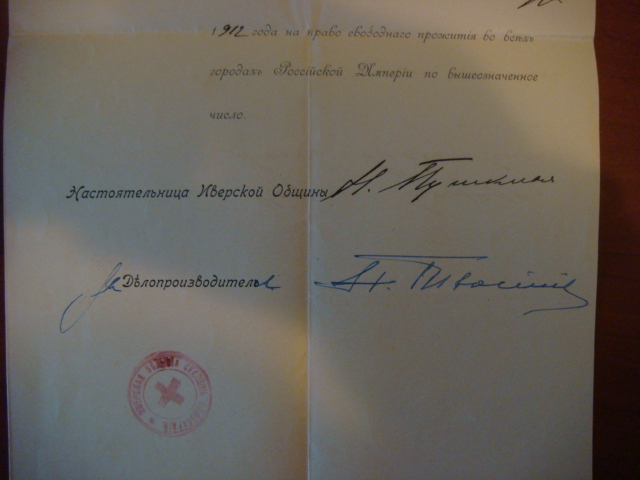 1912 года на право свободнаго прожитія во всѣхъ
городахъ Россійской Имперіи по вышеозначенное
число.
Настоятельница Иверской Общины Н. Пушкина
За Дѣлопроизводителя